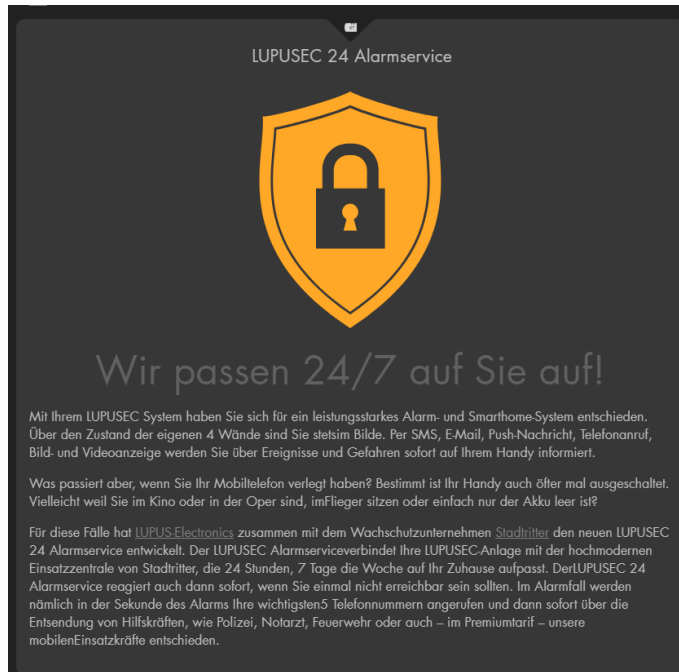 LUPUSEC 24 Alarmservice
Wir passen 24/7 auf Sie auf!
Mit Ihrem LUPUSEC System haben Sie sich für ein leistungsstarkes Alarm- und Smarthome-System entschieden.
Über den Zustand der eigenen 4 Wände sind Sie stetsim Bilde. Per SMS, E-Mail, Push-Nachricht, Telefonanruf,
Bild- und Videoanzeige werden Sie über Ereignisse und Gefahren sofort auf Ihrem Handy informiert.
Was passiert aber, wenn Sie Ihr Mobiltelefon verlegt haben? Bestimmt ist Ihr Handy auch öfter mal ausgeschaltet.
Vielleicht weil Sie im Kino oder in der Oper sind, imFlieger sitzen oder einfach nur der Akku leer ist?
Für diese Fälle hat LUPUS-Electronics zusammen mit dem Wachschutzunternehmen Stadtritter den neuen LUPUSEC
24 Alarmservice entwickelt. Der LUPUSEC Alarmserviceverbindet Ihre LUPUSEC-Anlage mit der hochmodernen
Einsatzzentrale von Stadtritter, die 24 Stunden, 7 Tage die Woche auf Ihr Zuhause aufpasst. DerLUPUSEC 24
Alarmservice reagiert auch dann sofort, wenn Sie einmal nicht erreichbar sein sollten. Im Alarmfall werden
nämlich in der Sekunde des Alarms Ihre wichtigsten5 Telefonnummern angerufen und dann sofort über die
Entsendung von Hilfskräften, wie Polizei, Notarzt, Feuerwehr oder auch – im Premiumtarif – unsere
mobilenEinsatzkräfte entschieden.